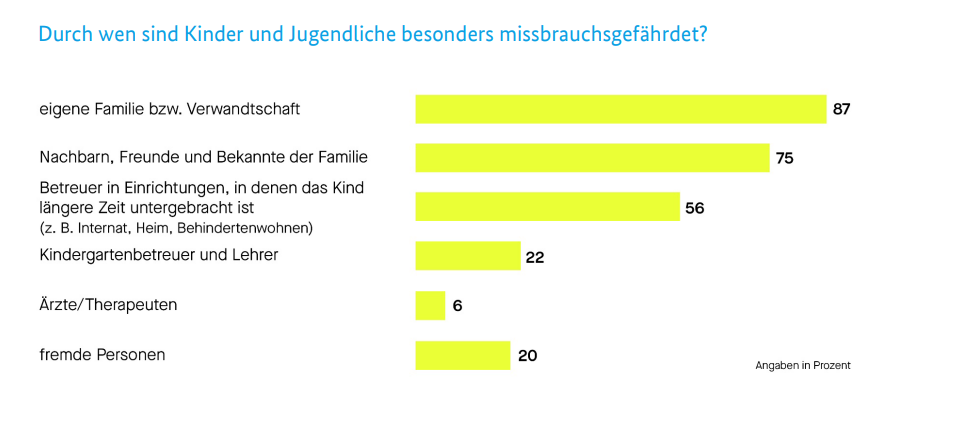 Durch wen sind Kinder und Jugendliche besonders missbrauchsgefährdet?
eigene Familie bzw. Verwandtschaft
87
Nachbarn, Freunde und Bekannte der Familie
75
Betreuer in Einrichtungen, in denen das Kind
längere Zeit untergebracht ist
(z. B. Internat, Heim, Behindertenwohnen)
56
Kindergartenbetreuer und Lehrer
22
Ärzte/Therapeuten
6
fremde Personen
20
Angaben in Prozent